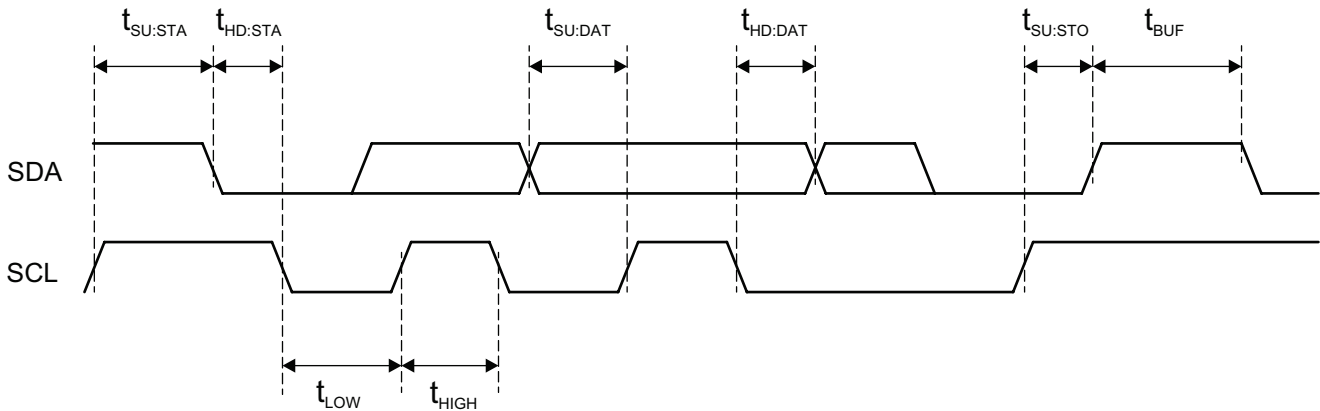 tSU:STA tHD:STA tSU:DAT tHD:DAT tSU:STO tBUF
SDA
SCL
tLOW tHIGH